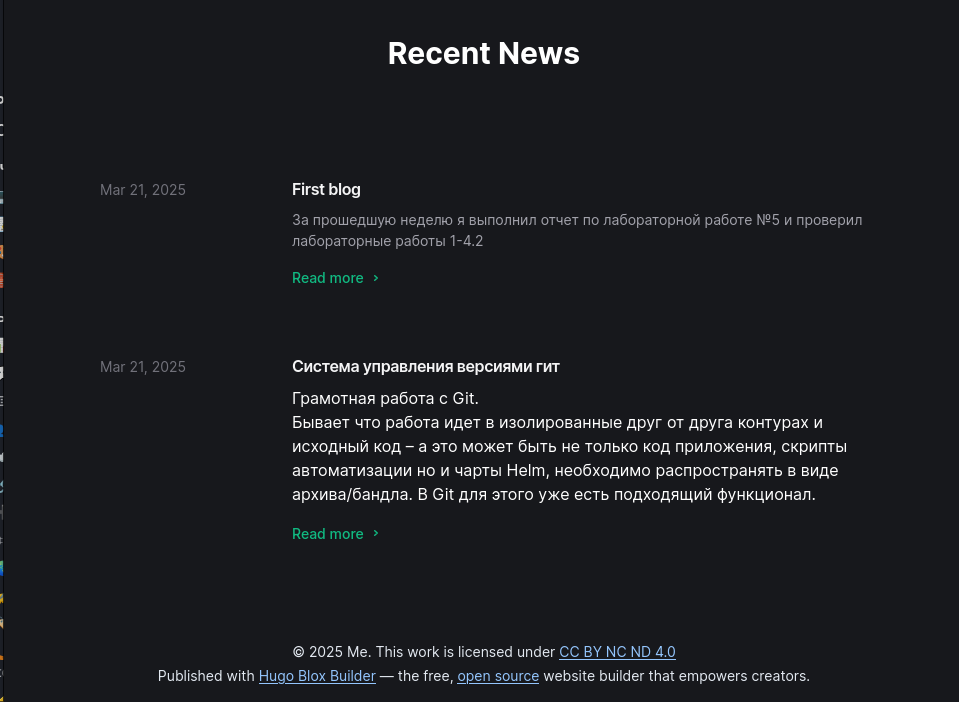 Recent News
Mar 21, 2025
First blog
За прошедшую неделю я выполнил отчет по лабораторной работе №5 и проверил
лабораторные работы 1-4.2
Read more
Mar 21, 2025
Система управления версиями гит
Грамотная работа с Git.
Бывает что работа идет в изолированные друг от друга контурах и
исходный код – а это может быть не только код приложения, скрипты
автоматизации но и чарты Helm, необходимо распространять в виде
архива/бандла. В Git для этого уже есть подходящий функционал.
Read more
© 2025 Me. This work is licensed under CC BY NC ND 4.0
Published with Hugo Blox Builder — the free, open source website builder that empowers creators.